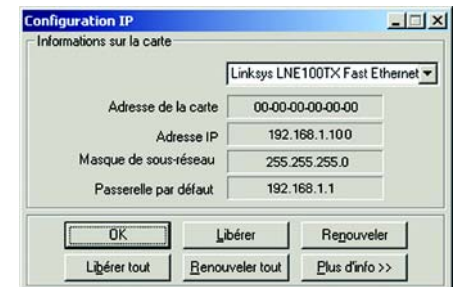 Configuration IP
Informations sur la carte
Linksys LNE100TX Fast Ethernet
Adresse de la carte 00-00-00-00-00-00
Adresse IP 192.168.1.100
Masque de sous-réseau 255.255.255.0
Passerelle par défaut 192.168.1.1
OK Libérer Renouveler
Libérer tout Renouveler tout Plus d'info >>